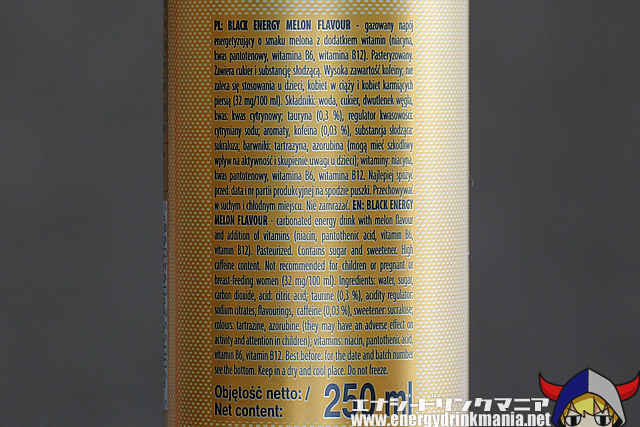 PL: BLACK ENERGY MELON FLAVOUR - gazowany napój
energetyzujący o smaku melona z dodatkiem witamin (niacyna,
kwas pantotenowy, witamina B6, witamina B12). Pasteryzowany.
Zawiera cukier i substancję słodzącą. Wysoka zawartość kofeiny; nie
zaleca się stosowania u dzieci, kobiet w ciąży i kobiet karmiących
piersią (32 mg/100 ml). Składniki: woda, cukier, dwutlenek węgla,
kwas: kwas cytrynowy; tauryna (0,3 %), regulator kwasowości:
cytryniany sodu; aromaty, kofeina (0,03 %), substancja słodząca:
sukraloza; barwniki: tartrazyna, azorubina (mogą mieć szkodliwy
wpływ na aktywność i skupienie uwagi u dzieci); witaminy: niacyna,
kwas pantotenowy, witamina B6, witamina B12. Najlepiej spożyć
przed: data i nr partii produkcyjnej na spodzie puszki. Przechowywać
w suchym i chłodnym miejscu. Nie zamrażać. EN: BLACK ENERGY
MELON FLAVOUR - carbonated energy drink with melon flavour
and addition of vitamins (niacin, pantothenic acid, vitamin B6,
vitamin B12). Pasteurized. Contains sugar and sweetener. High
caffeine content. Not recommended for children or pregnant or
breast-feeding women (32 mg/100 ml). Ingredients: water, sugar,
carbon dioxide, acid: citric acid; taurine (0,3 %), acidity regulator:
sodium citrates; flavourings, caffeine (0,03 %), sweetener: sucralose;
colours: tartrazine, azorubine (they may have an adverse effect on
activity and attention in children); vitamins: niacin, pantothenic acid,
vitamin B6, vitamin B12. Best before: for the date and batch number
see the bottom. Keep in a dry and cool place. Do not freeze.
Objętość netto: /
Net content: 250 ml
エナジードリンクマニア
www.energydrinkmania.net